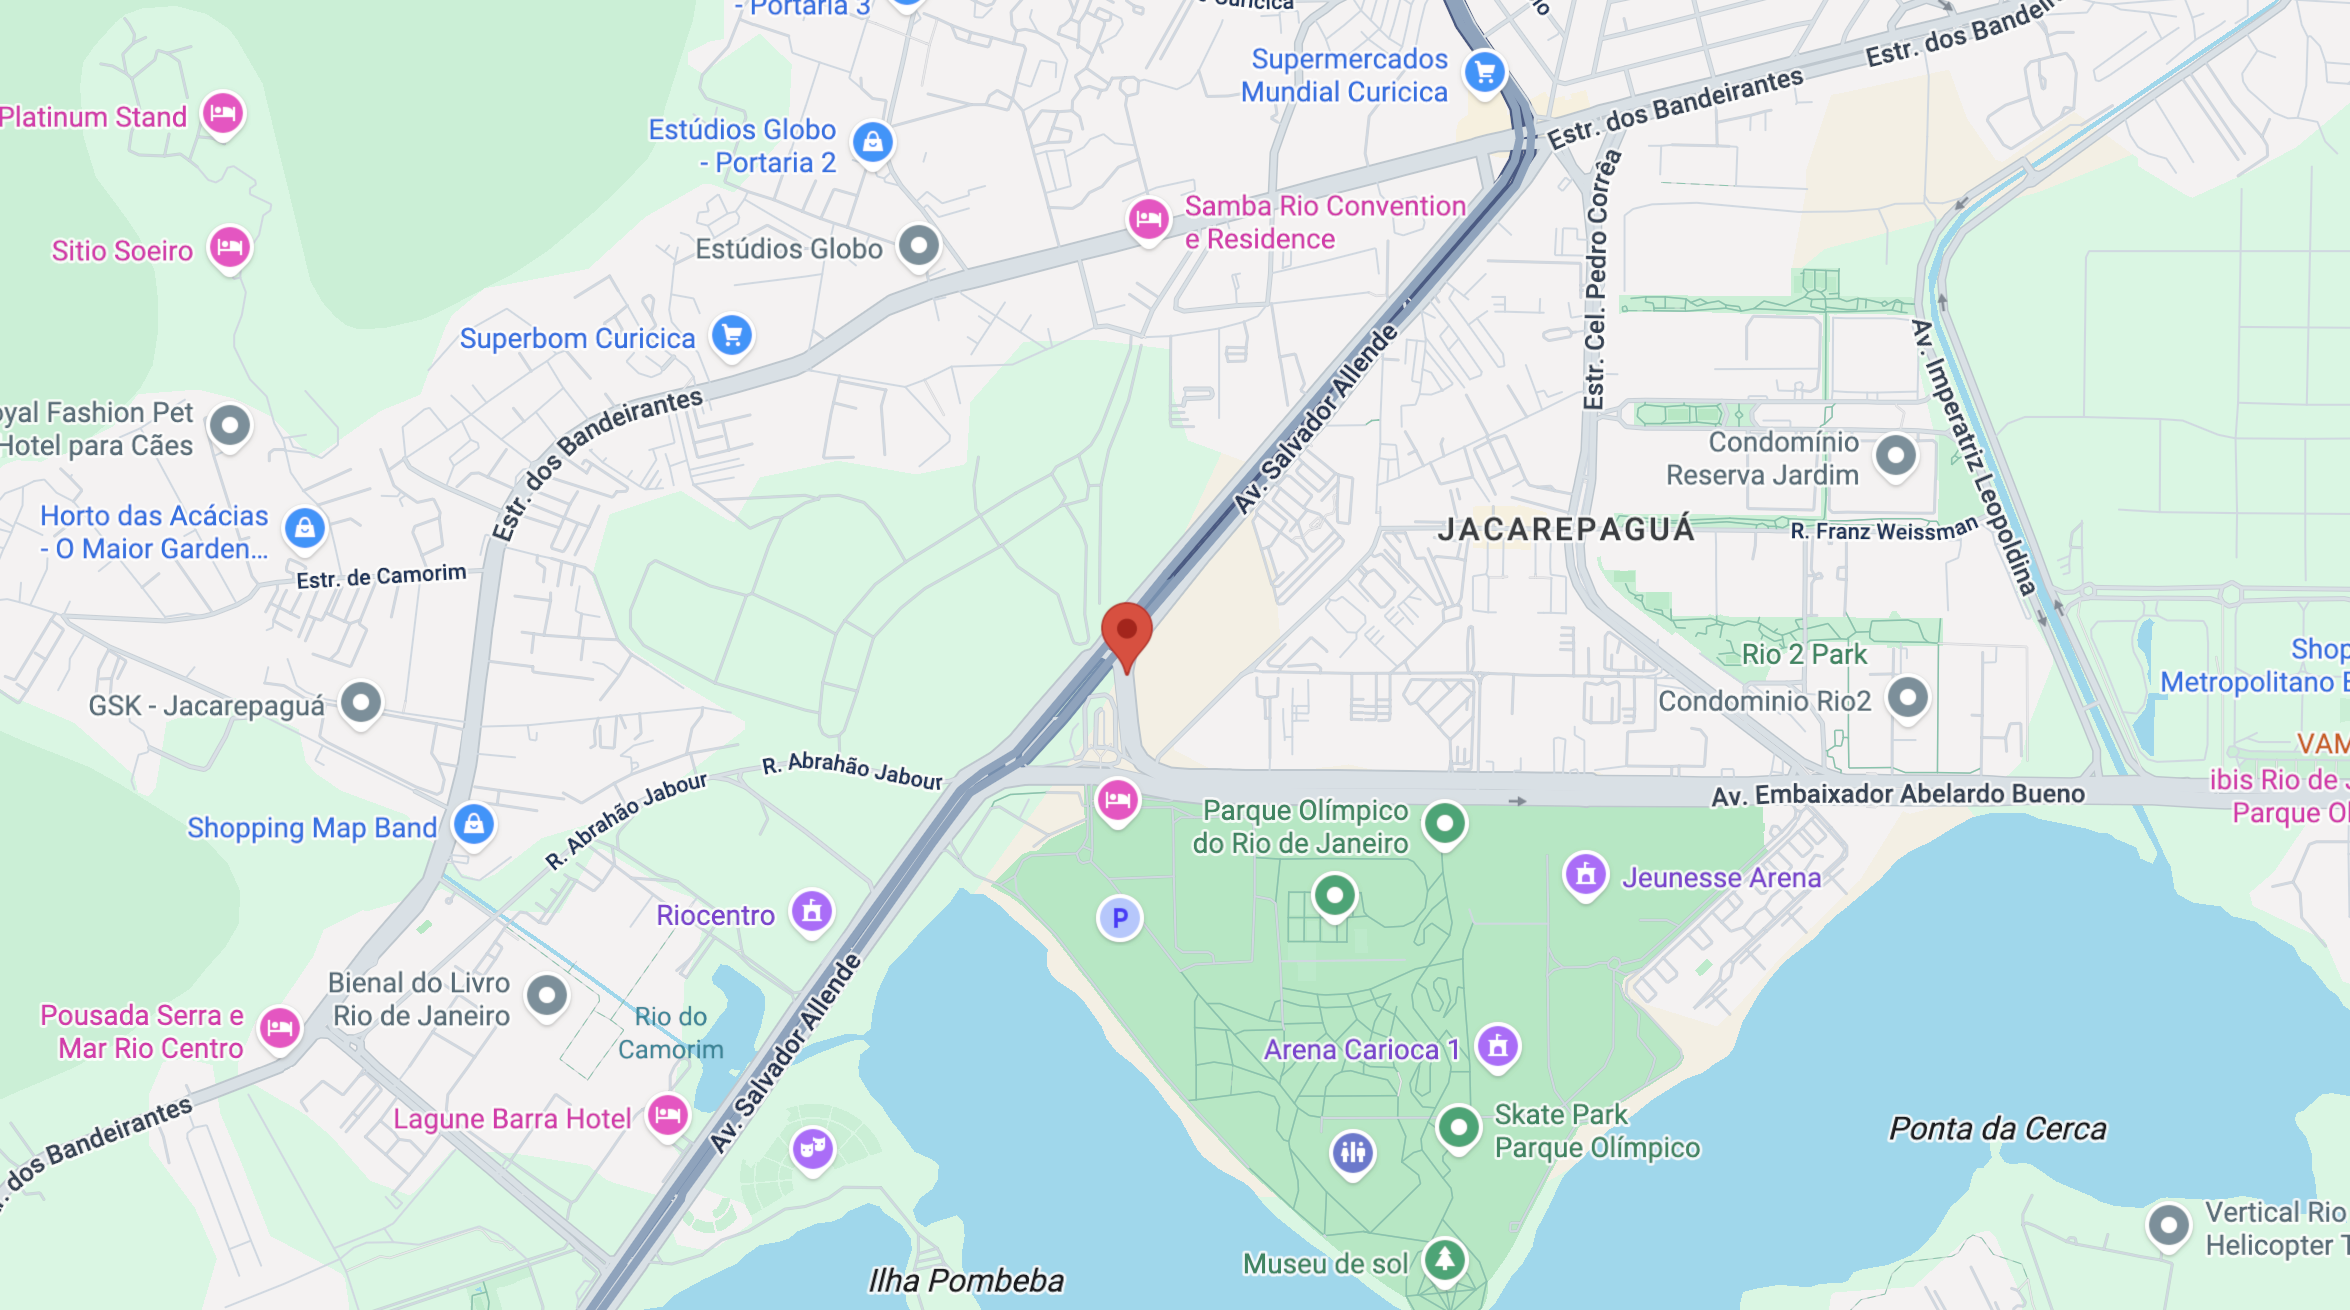 - Portaria 3
Curicica
Supermercados
Mundial Curicica
Estr. dos Bandeirantes
Estr. dos Bandeirantes
Platinum Stand
Estúdios Globo
- Portaria 2
Samba Rio Convention
e Residence
Estr. Cel. Pedro Corrêa
Sitio Soeiro
Estúdios Globo
Superbom Curicica
Av. Salvador Allende
Av. Imperatriz Leopoldina
Estr. dos Bandeirantes
oyal Fashion Pet
Hotel para Cães
Condomínio
Reserva Jardim
Horto das Acácias
- O Maior Garden...
JACAREPAGUÁ
R. Franz Weissman
Estr. de Camorim
Rio 2 Park
Shop
Metropolitano
GSK - Jacarepaguá
Condominio Rio2
VAM
R. Abrahão Jabour
R. Abrahão Jabour
ibis Rio de J
Parque Ol
Av. Embaixador Abelardo Bueno
Shopping Map Band
Parque Olímpico
do Rio de Janeiro
Jeunesse Arena
Riocentro
P
Bienal do Livro
Rio de Janeiro
Av. Salvador Allende
Pousada Serra e
Mar Rio Centro
Rio do
Camorim
Arena Carioca 1
Lagune Barra Hotel
Skate Park
Parque Olímpico
Ponta da Cerca
. dos Bandeirantes
Vertical Rio
Helicopter T
Museu de sol
Ilha Pombeba